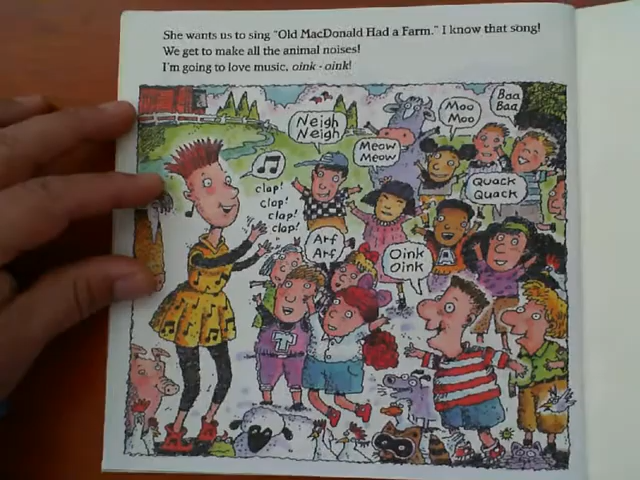 She wants us to sing "Old MacDonald Had a Farm." I know that song!
We get to make all the animal noises!
I'm going to love music, oink - oink!
Baa
Baa
Moo
Moo
Neigh
Neigh
Meow
Meow
Quack
Quack
clap!
clap!
clap!
clap!
Arf
Arf
Oink
Oink
A
T